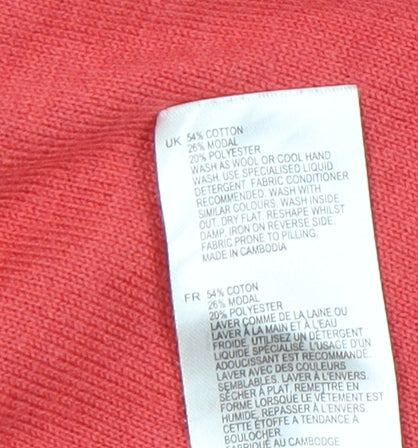 UK 54% COTTON
26% MODAL
20% POLYESTER
WASH AS WOOL OR COOL HAND
WASH. USE SPECIALISED LIQUID
DETERGENT. FABRIC CONDITIONER
RECOMMENDED. WASH WITH
SIMILAR COLOURS. WASH INSIDE
OUT. DRY FLAT. RESHAPE WHILST
DAMP. IRON ON REVERSE SIDE.
FABRIC PRONE TO PILLING.
MADE IN CAMBODIA
FR 54% COTON
26% MODAL
20% POLYESTER
LAVER COMME DE LA LAINE OU
LAVER À LA MAIN ET À L'EAU
FROIDE. UTILISEZ UN DÉTERGENT
LIQUIDE SPÉCIALISÉ. L'USAGE D'UN
ADOUCISSANT EST RECOMMANDÉ.
LAVER AVEC DES COULEURS
SEMBLABLES. LAVER À L'ENVERS.
SÉCHER À PLAT. REMETTRE EN
FORME LORSQUE LE VÊTEMENT EST
HUMIDE, REPASSER À L'ENVERS.
CETTE ÉTOFFE A TENDANCE À
BOULOCHER
FABRIQUÉ AU CAMBODGE